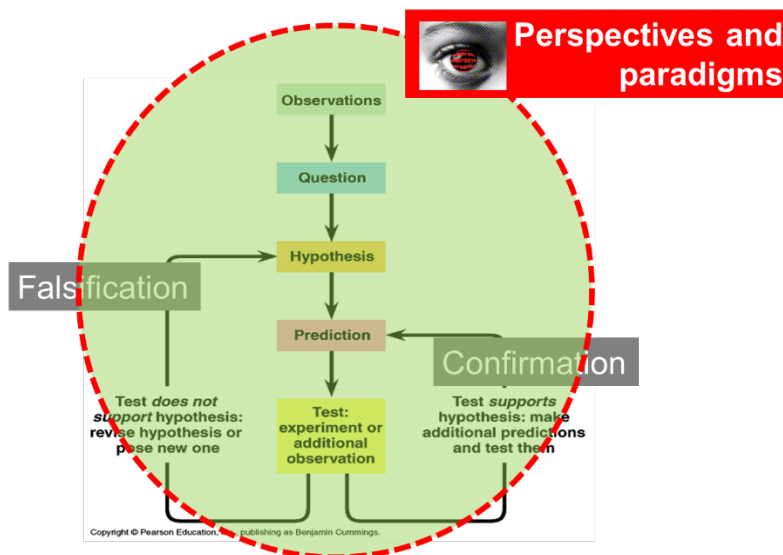 Perspectives and
paradigms
Observations
Question
Hypothesis
Falsification
Prediction
Confirmation
Test does not
support hypothesis:
revise hypothesis or
pose new one
Test:
experiment or
additional
observation
Test supports
hypothesis: make
additional predictions
and test them
Copyright © Pearson Education, Inc., publishing as Benjamin Cummings.